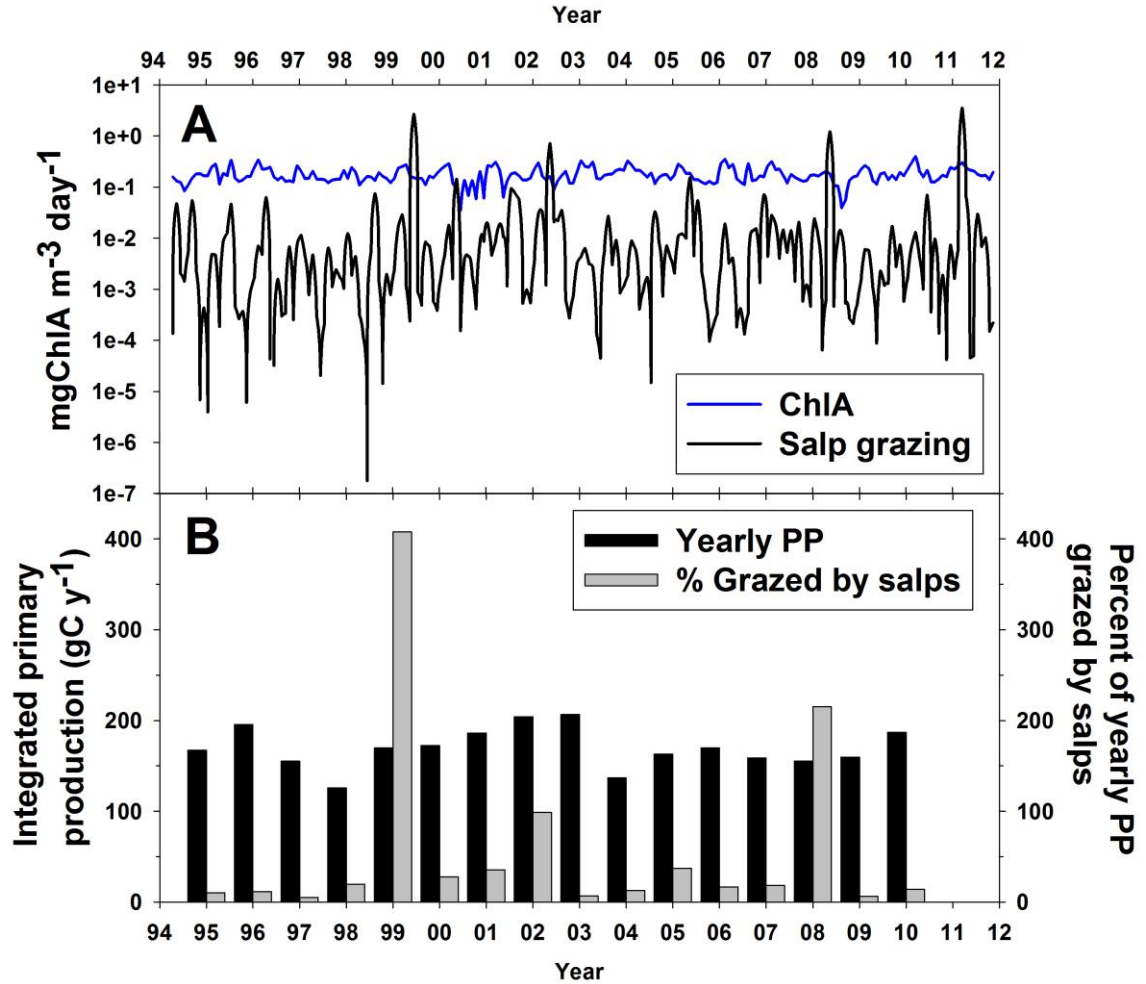 Year
94 95 96 97 98 99 00 01 02 03 04 05 06 07 08 09 10 11 12
A
1e+1
1e+0
1e-1
1e-2
1e-3
1e-4
1e-5
1e-6
1e-7
mgChlA m-3 day-1
ChlA
Salp grazing
B
Yearly PP
% Grazed by salps
400
300
200
100
0
Integrated primary
production (gC y-1)
400
300
200
100
0
Percent of yearly PP
grazed by salps
94 95 96 97 98 99 00 01 02 03 04 05 06 07 08 09 10 11 12
Year